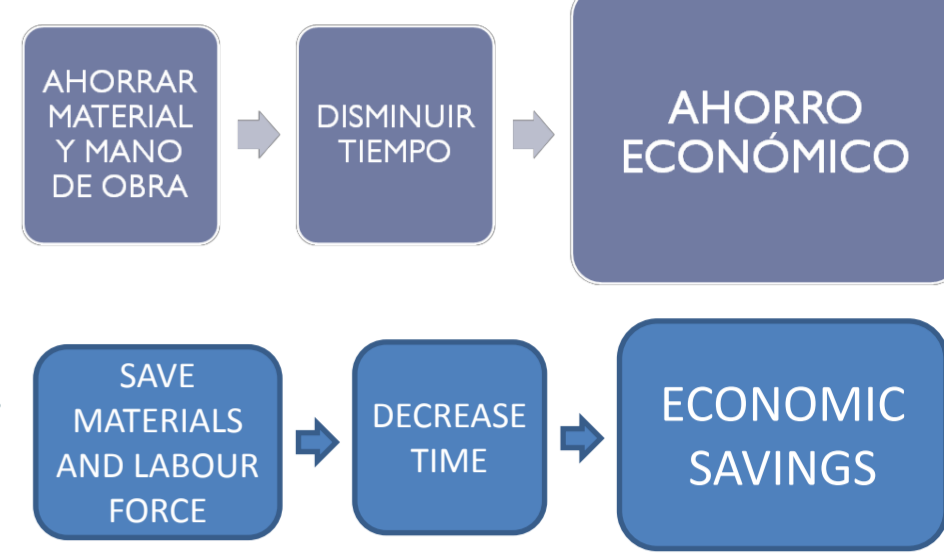 AHORRAR
MATERIAL
Y MANO
DE OBRA
DISMINUIR
TIEMPO
AHORRO
ECONÓMICO
SAVE
MATERIALS
AND LABOUR
FORCE
DECREASE
TIME
ECONOMIC
SAVINGS